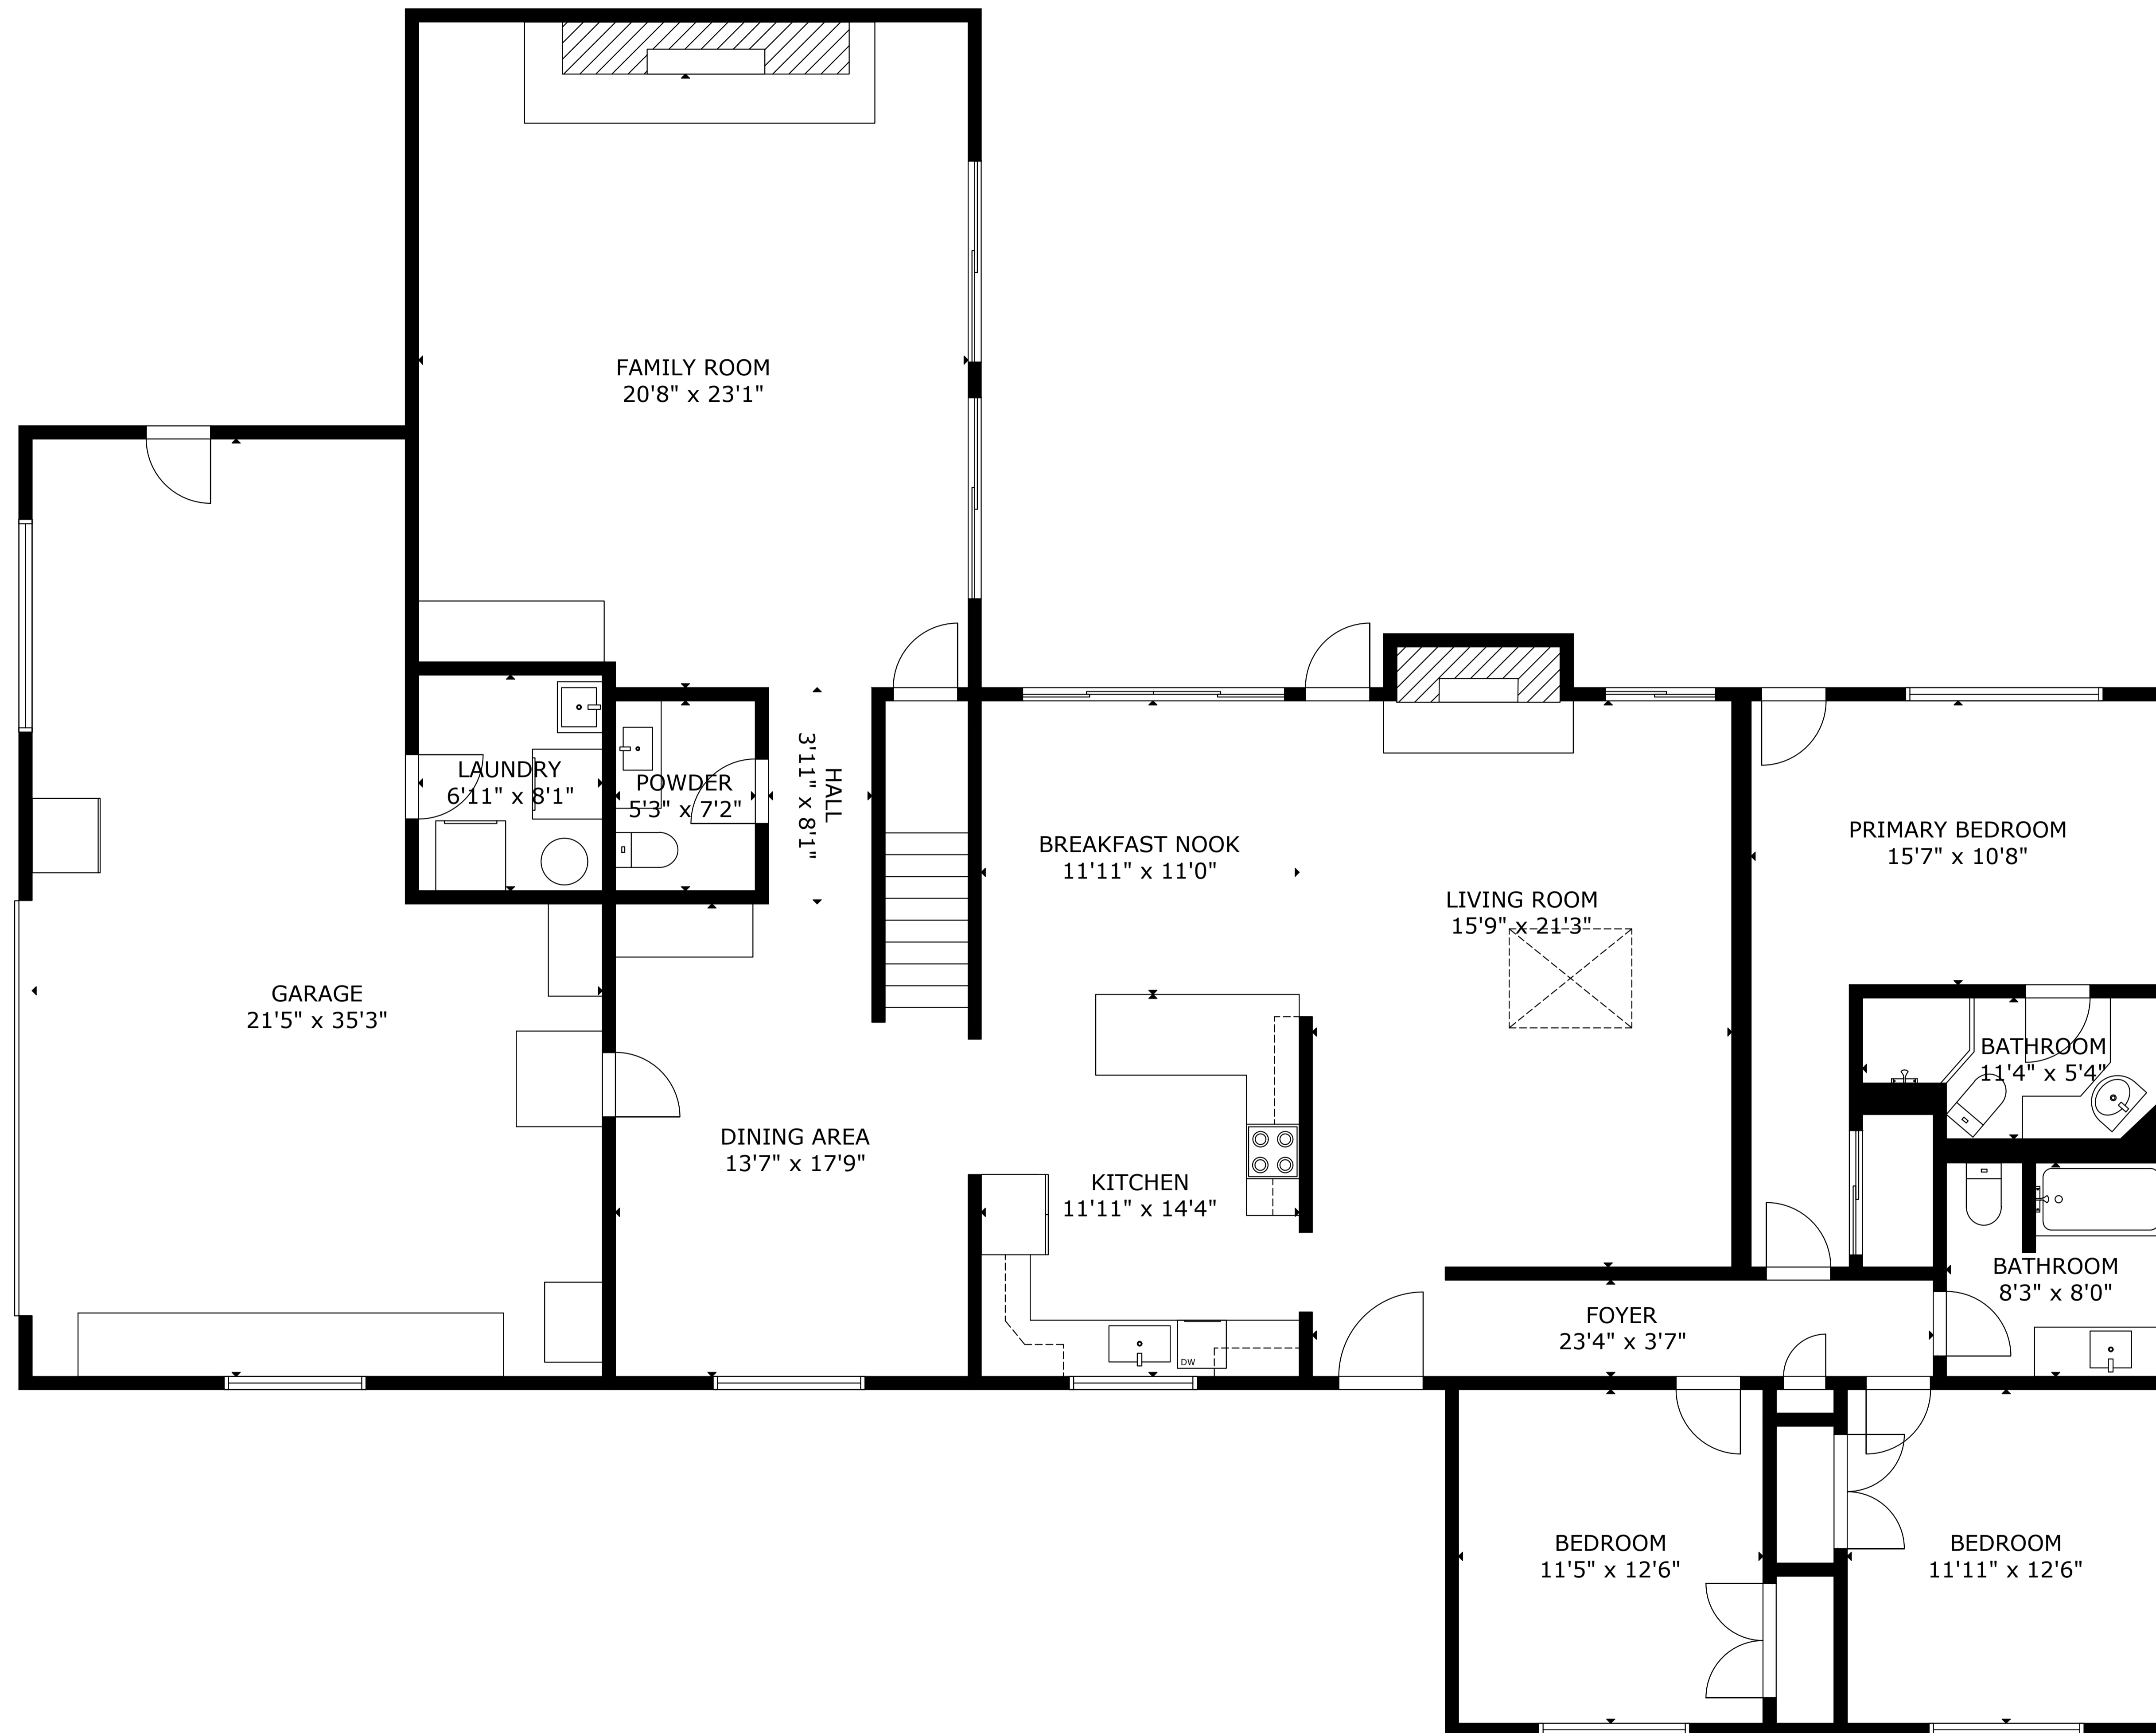 FAMILY ROOM
20'8" x 23'1"
LAUNDRY
6'11" x 8'1"
POWDER
5'3" x 7'2"
HALL
3'11" x 8'1"
BREAKFAST NOOK
11'11" x 11'0"
LIVING ROOM
15'9" x 21'3"
PRIMARY BEDROOM
15'7" x 10'8"
GARAGE
21'5" x 35'3"
DINING AREA
13'7" x 17'9"
KITCHEN
11'11" x 14'4"
DW
BATHROOM
11'4" x 5'4"
BATHROOM
8'3" x 8'0"
FOYER
23'4" x 3'7"
BEDROOM
11'5" x 12'6"
BEDROOM
11'11" x 12'6"